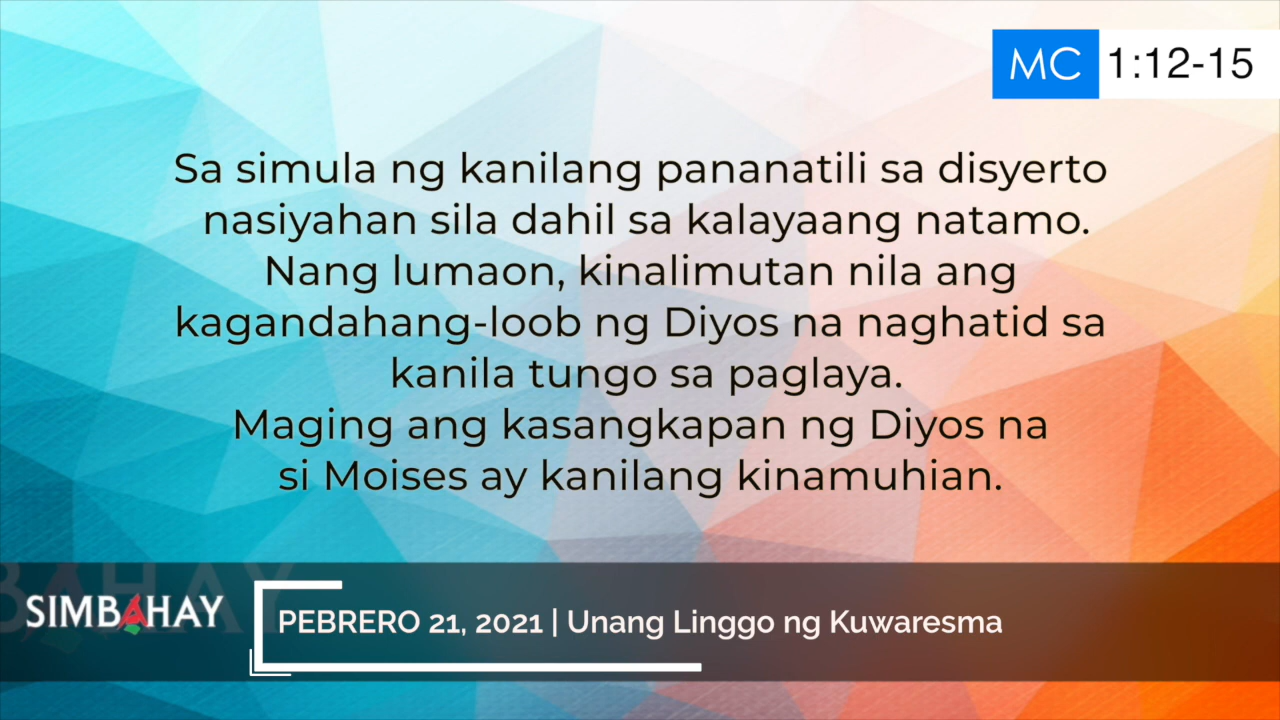 MC 1:12-15
Sa simula ng kanilang pananatili sa disyerto
nasiyahan sila dahil sa kalayaang natamo.
Nang lumaon, kinalimutan nila ang
kagandahang-loob ng Diyos na naghatid sa
kanila tungo sa paglaya.
Maging ang kasangkapan ng Diyos na
si Moises ay kanilang kinamuhian.
SIMBAHAY
PEBRERO 21, 2021 | Unang Linggo ng Kuwaresma